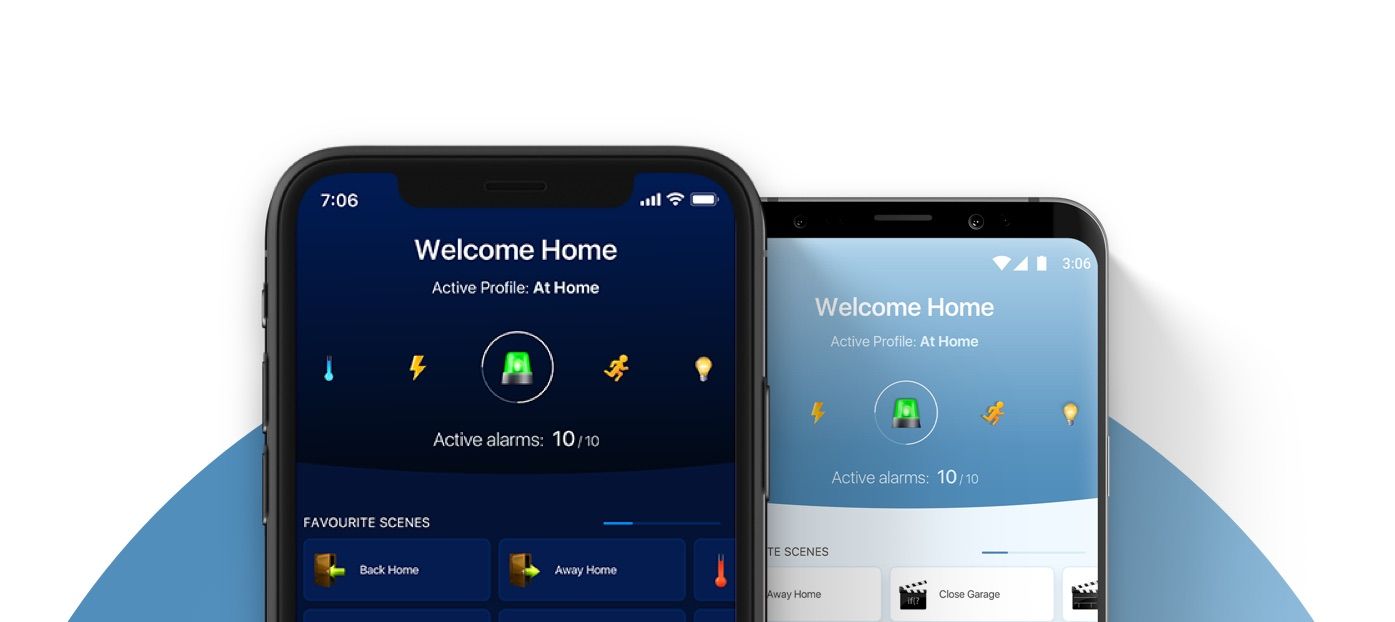 7:06
Welcome Home
Active Profile: At Home
Active alarms: 10/10
FAVOURITE SCENES
Back Home
Away Home
3:06
Welcome Home
Active Profile: At Home
Active alarms: 10/10
TE SCENES
Away Home
Close Garage
if(?